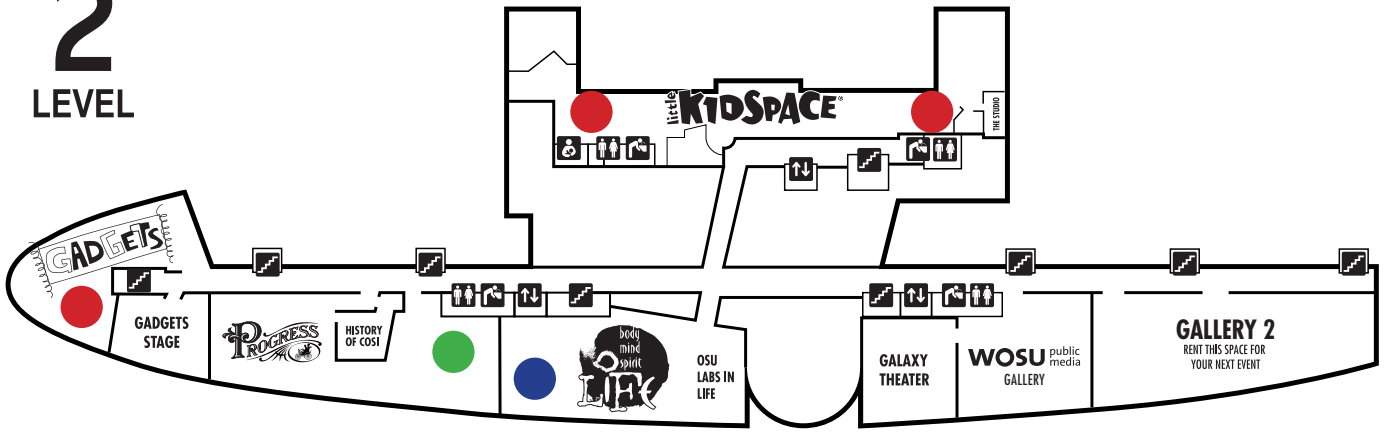 2
LEVEL
little
KIDSPACE®
THE STUDIO
GADGETS
GADGETS
STAGE
PROGRESS
HISTORY
OF COSI
body
mind
spirit
LIFE
OSU
LABS IN
LIFE
GALAXY
THEATER
WOSU public
media
GALLERY
GALLERY 2
RENT THIS SPACE FOR
YOUR NEXT EVENT